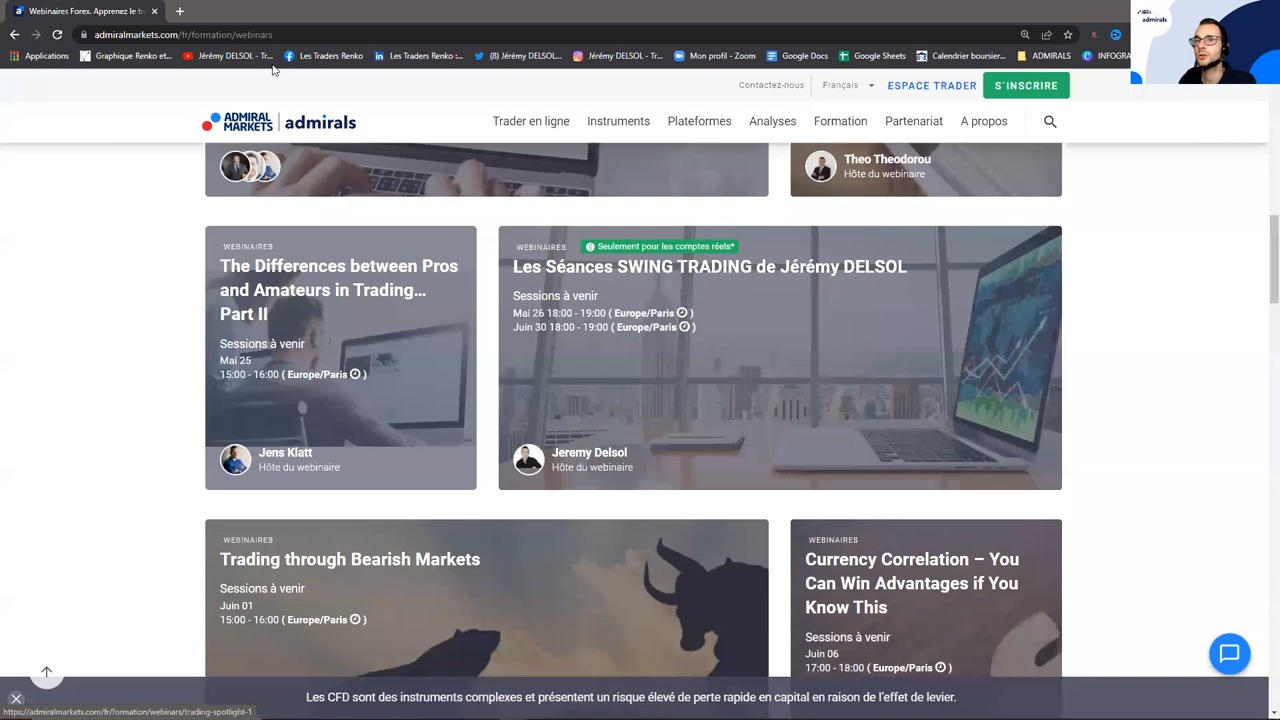 Webinaires Forex. Apprenez le tra
admiralmarkets.com/fr/formation/webinars
Applications
Graphique Renko et...
Jérémy DELSOL - Tr...
Les Traders Renko
Les Traders Renko :...
(8) Jérémy DELSOL...
Jérémy DELSOL - Tr...
Mon profil - Zoom
Google Docs
Google Sheets
Calendrier boursier...
ADMIRALS
INFOGRA
admirals
Contactez-nous
Français
ESPACE TRADER
S`INSCRIRE
ADMIRAL MARKETS
admirals
Trader en ligne
Instruments
Plateformes
Analyses
Formation
Partenariat
A propos
Theo Theodorou
Hôte du webinaire
WEBINAIRES
The Differences between Pros
and Amateurs in Trading...
Part II
Sessions à venir
Mai 25
15:00 - 16:00 ( Europe/Paris )
Jens Klatt
Hôte du webinaire
WEBINAIRES
Seulement pour les comptes réels*
Les Séances SWING TRADING de Jérémy DELSOL
Sessions à venir
Mai 26 18:00 - 19:00 ( Europe/Paris )
Juin 30 18:00 - 19:00 ( Europe/Paris )
Jeremy Delsol
Hôte du webinaire
WEBINAIRES
Trading through Bearish Markets
Sessions à venir
Juin 01
15:00 - 16:00 ( Europe/Paris )
WEBINAIRES
Currency Correlation – You
Can Win Advantages if You
Know This
Sessions à venir
Juin 06
17:00 - 18:00 ( Europe/Paris )
Les CFD sont des instruments complexes et présentent un risque élevé de perte rapide en capital en raison de l'effet de levier.
https://admiralmarkets.com/fr/formation/webinars/trading-spotlight-1